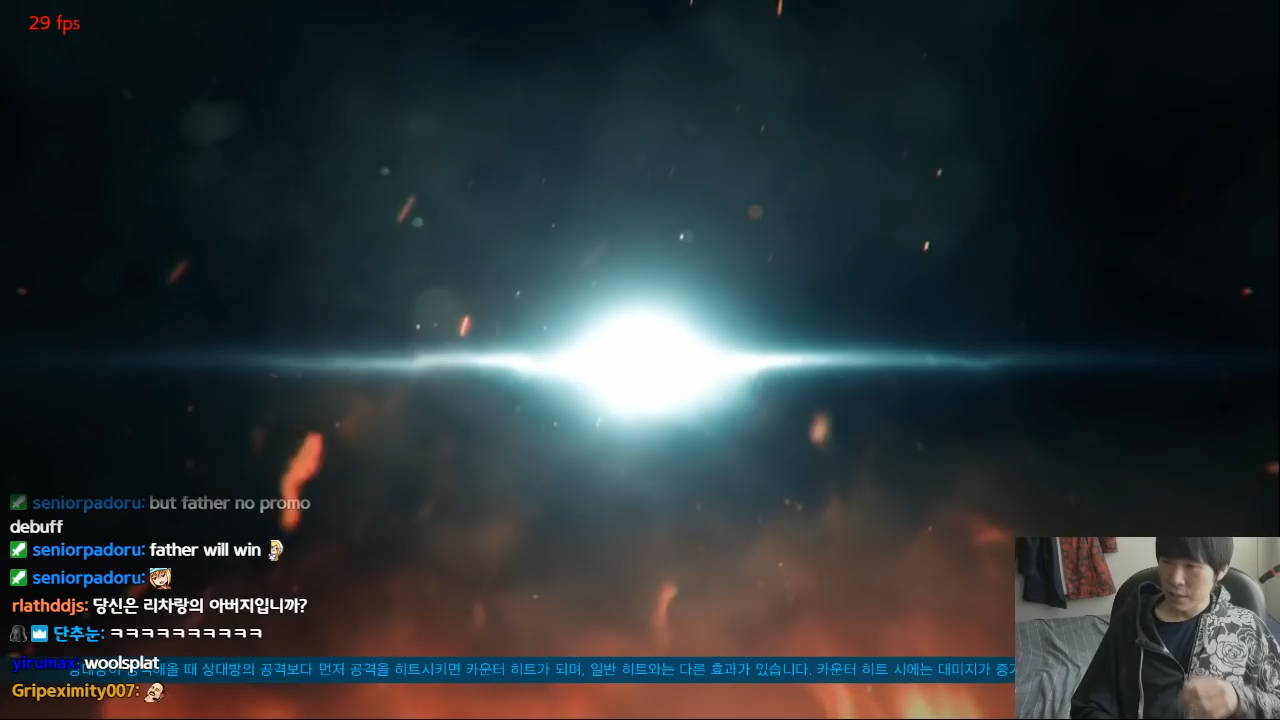 29 fps
seniorpadoru: but father no promo
debuff
seniorpadoru: father will win
seniorpadoru:
rlathddjs: 당신은 리차랑의 아버지입니까?
단추눈: ㅋㅋㅋㅋㅋㅋㅋㅋㅋㅋ
yirumax: woolsplat
때 상대방의 공격보다 먼저 공격을 히트시키면 카운터 히트가 되며, 일반 히트와는 다른 효과가 있습니다. 카운터 히트 시에는 대미지가
Gripeximity007: